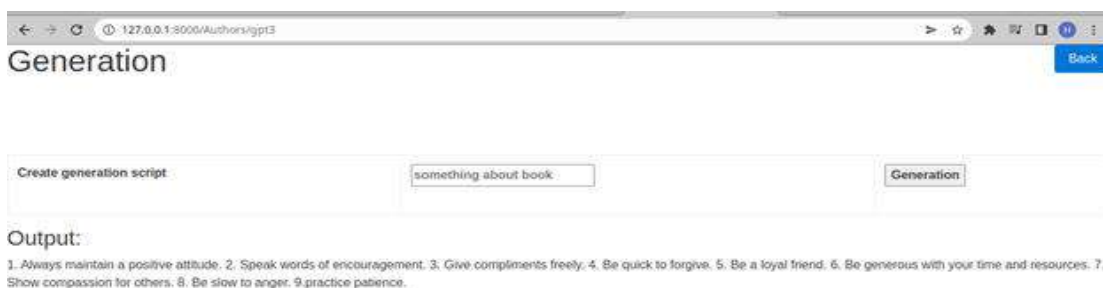 127.0.0.1:8000/Authors/gpt3
Generation
Back
Create generation script
something about book
Generation
Output:
1. Always maintain a positive attitude. 2. Speak words of encouragement. 3. Give compliments freely. 4. Be quick to forgive. 5. Be a loyal friend. 6. Be generous with your time and resources. 7.
Show compassion for others. 8. Be slow to anger. 9.practice patience.